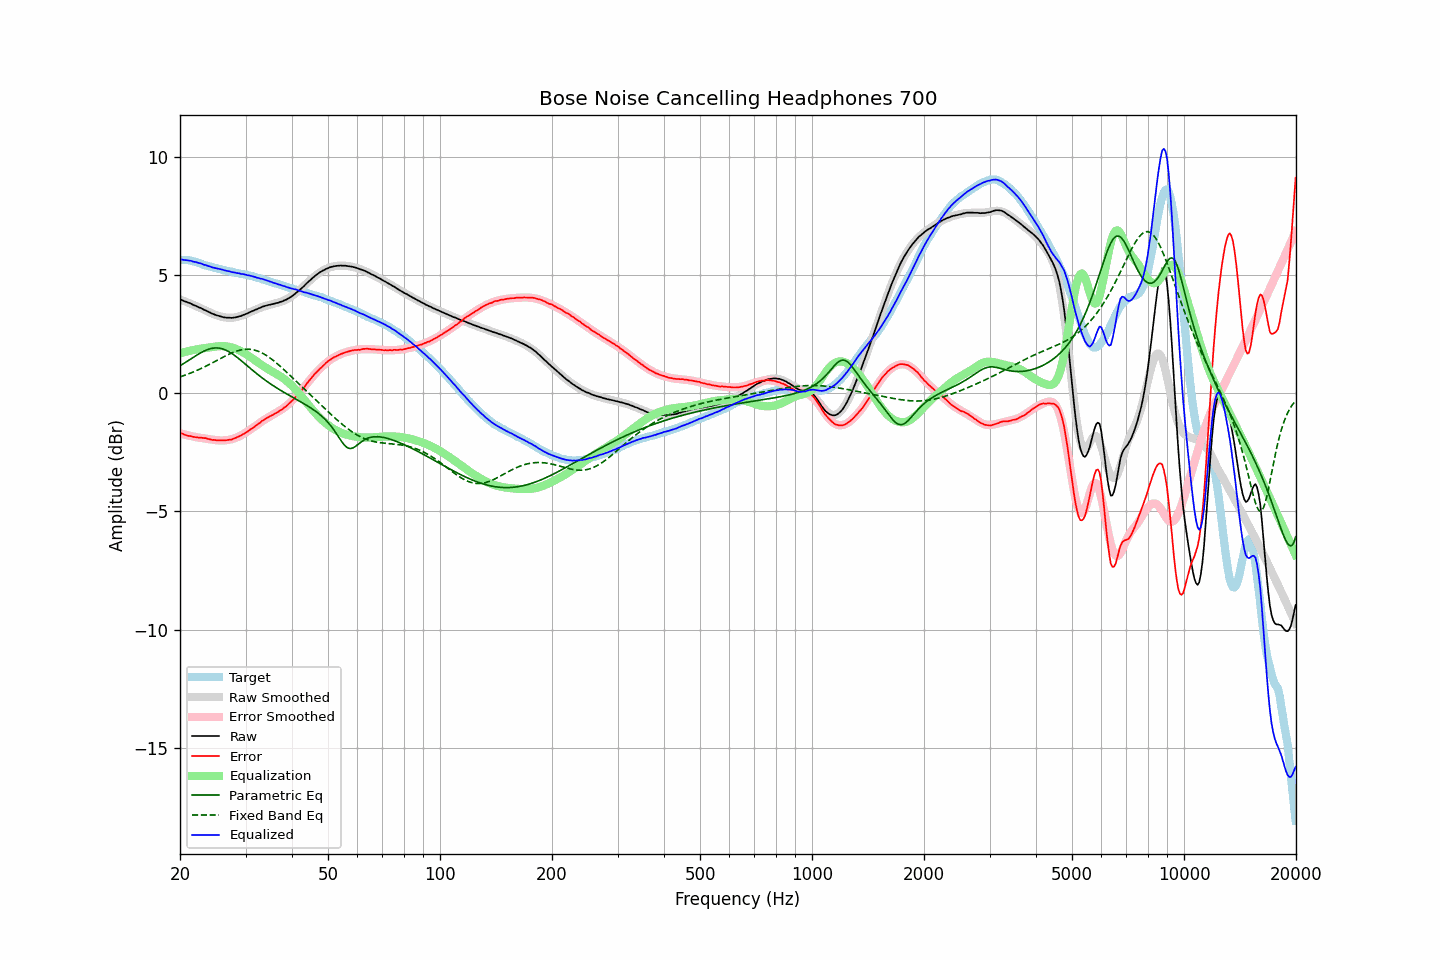 Bose Noise Cancelling Headphones 700
Amplitude (dBr)
10
5
0
−5
−10
−15
Target
Raw Smoothed
Error Smoothed
Raw
Error
Equalization
Parametric Eq
Fixed Band Eq
Equalized
20 50 100 200 500 1000 2000 5000 10000 20000
Frequency (Hz)